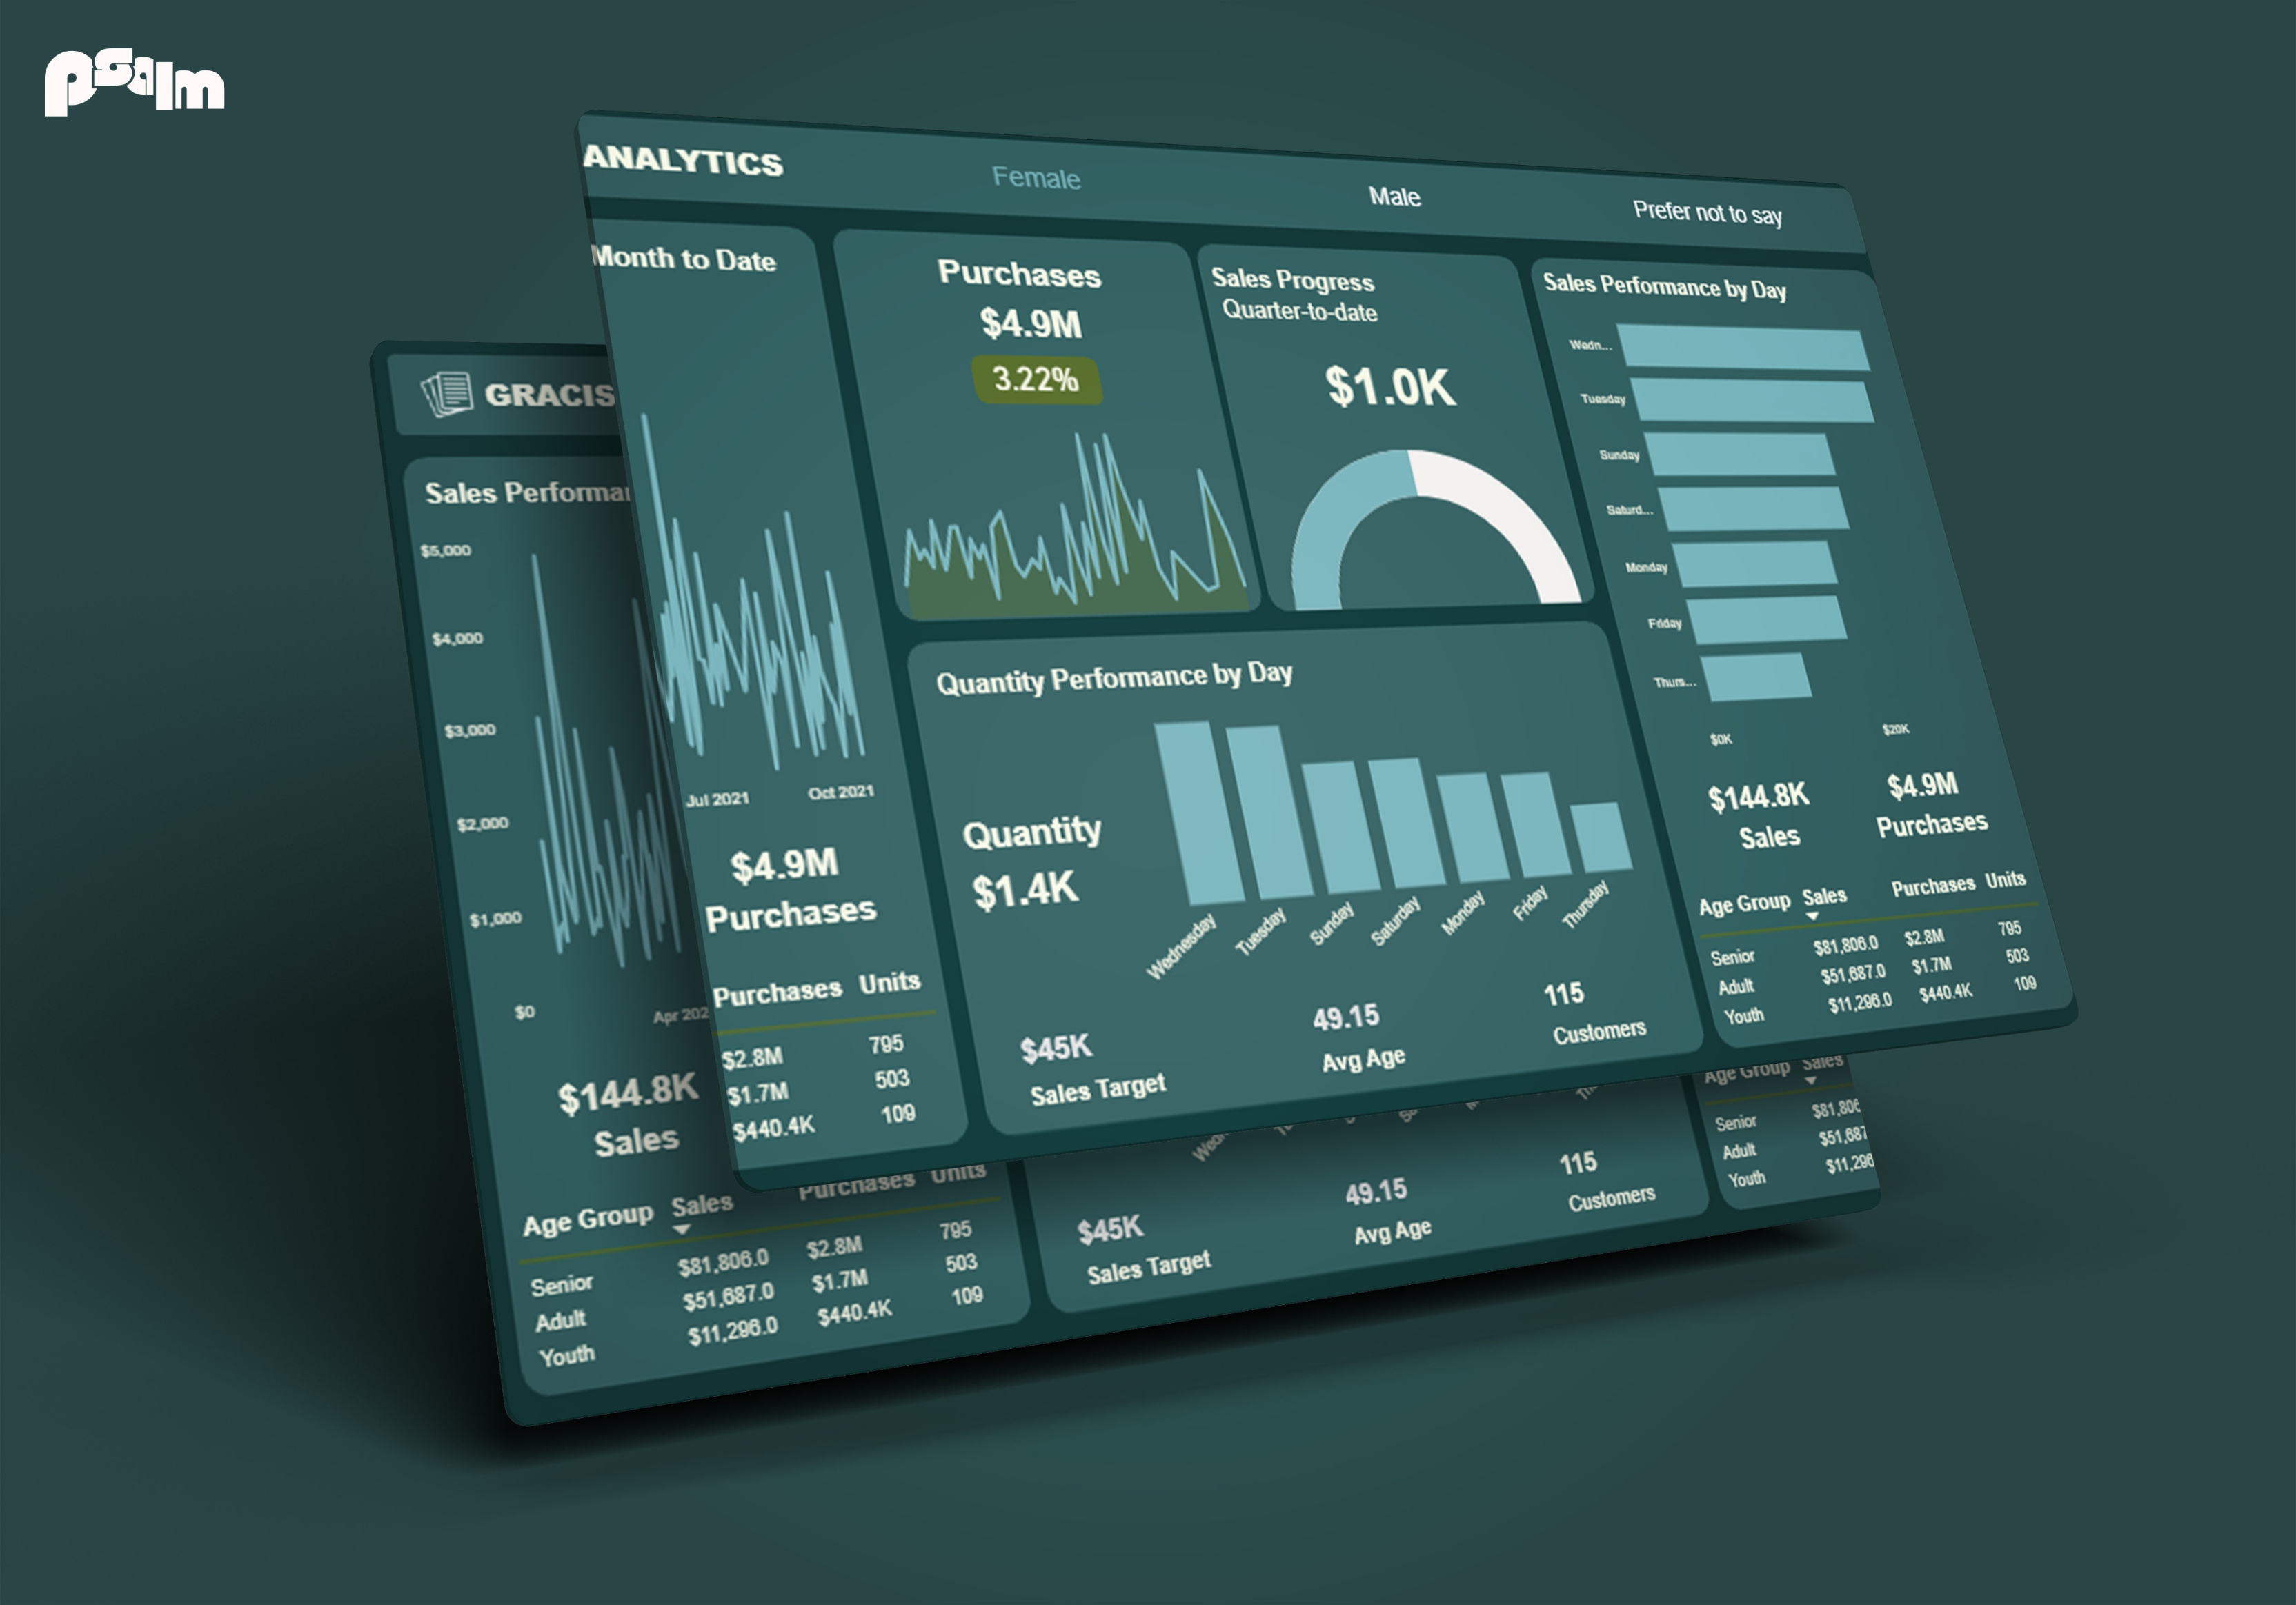 psalm
ANALYTICS
Female
Male
Prefer not to say
Month to Date
Jul 2021
Oct 2021
$4.9M
Purchases
Purchases Units
$2.8M 795
$1.7M 503
$440.4K 109
Purchases
$4.9M
3.22%
Sales Progress
Quarter-to-date
$1.0K
Quantity Performance by Day
Quantity
$1.4K
Wednesday
Tuesday
Sunday
Saturday
Monday
Friday
Thursday
$45K
Sales Target
49.15
Avg Age
115
Customers
Sales Performance by Day
Wedn...
Tuesday
Sunday
Saturd...
Monday
Friday
Thurs...
$0K
$20K
$144.8K
Sales
$4.9M
Purchases
Age Group Sales Purchases Units
Senior $81,806.0 $2.8M 795
Adult $51,687.0 $1.7M 503
Youth $11,296.0 $440.4K 109
GRACIS
Sales Performa
$5,000
$4,000
$3,000
$2,000
$1,000
$0
Apr 202
$144.8K
Sales
Age Group Sales Purchases Units
Senior $81,806.0 $2.8M 795
Adult $51,687.0 $1.7M 503
Youth $11,296.0 $440.4K 109
$45K
Sales Target
49.15
Avg Age
115
Customers
Age Group Sales
Senior $81,806
Adult $51,687
Youth $11,296